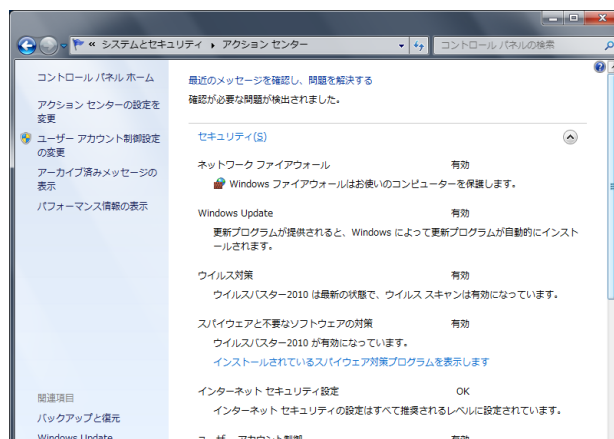 « システムとセキュリティ ▸ アクション センター
コントロール パネルの検索
コントロール パネル ホーム
アクション センターの設定を
変更
ユーザー アカウント制御設定
の変更
アーカイブ済みメッセージの
表示
パフォーマンス情報の表示
関連項目
バックアップと復元
Windows Update
最近のメッセージを確認し、問題を解決する
確認が必要な問題が検出されました。
セキュリティ(S)
ネットワーク ファイアウォール 有効
Windows ファイアウォールはお使いのコンピューターを保護します。
Windows Update 有効
更新プログラムが提供されると、Windows によって更新プログラムが自動的にインスト
ールされます。
ウイルス対策 有効
ウイルスバスター2010 は最新の状態で、ウイルス スキャンは有効になっています。
スパイウェアと不要なソフトウェアの対策 有効
ウイルスバスター2010 が有効になっています。
インストールされているスパイウェア対策プログラムを表示します
インターネット セキュリティ設定 OK
インターネット セキュリティの設定はすべて推奨されるレベルに設定されています。
ユーザー アカウント制御 有効